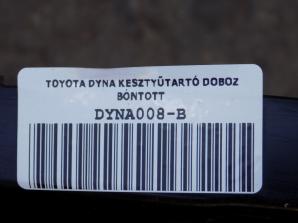 TOYOTA DYNA KESZTYŰTARTÓ DOBOZ
BONTOTT
DYNA008-B